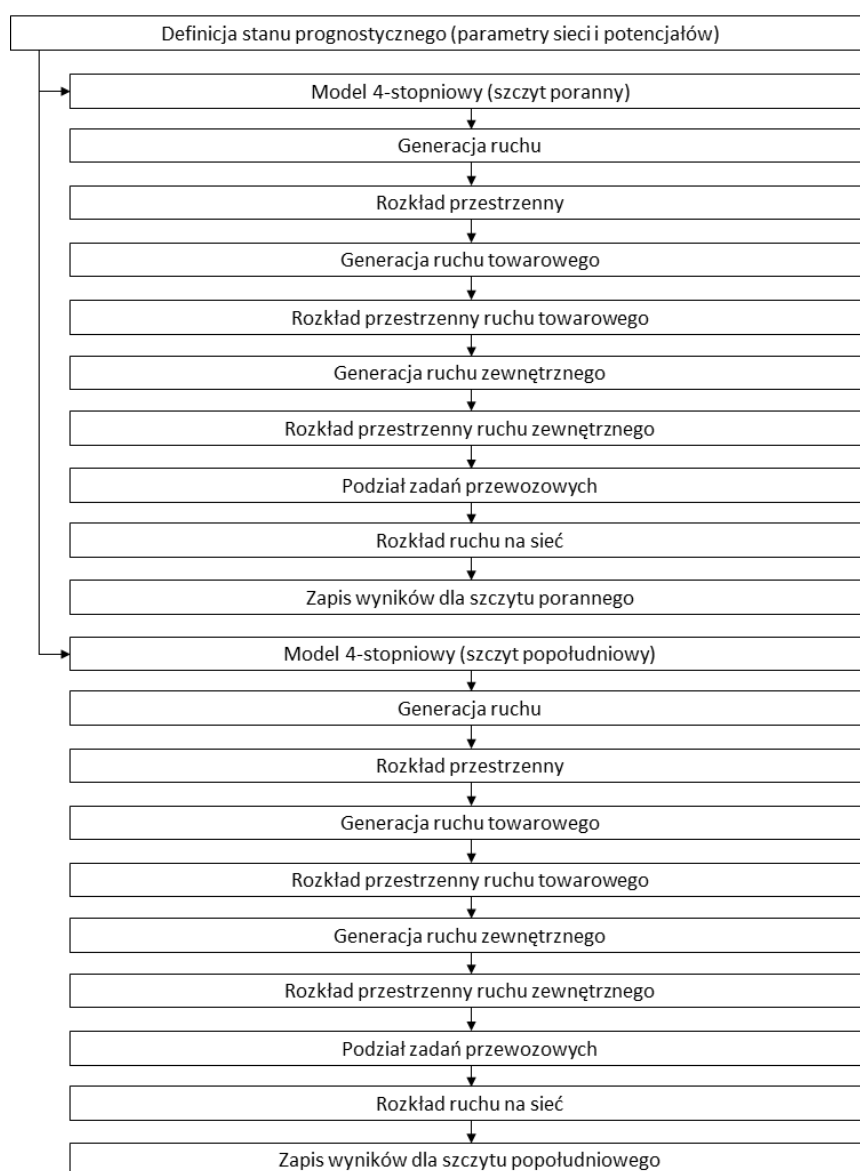 Definicja stanu prognostycznego (parametry sieci i potencjałów)
Model 4-stopniowy (szczyt poranny)
Generacja ruchu
Rozkład przestrzenny
Generacja ruchu towarowego
Rozkład przestrzenny ruchu towarowego
Generacja ruchu zewnętrznego
Rozkład przestrzenny ruchu zewnętrznego
Podział zadań przewozowych
Rozkład ruchu na sieć
Zapis wyników dla szczytu porannego
Model 4-stopniowy (szczyt popołudniowy)
Generacja ruchu
Rozkład przestrzenny
Generacja ruchu towarowego
Rozkład przestrzenny ruchu towarowego
Generacja ruchu zewnętrznego
Rozkład przestrzenny ruchu zewnętrznego
Podział zadań przewozowych
Rozkład ruchu na sieć
Zapis wyników dla szczytu popołudniowego